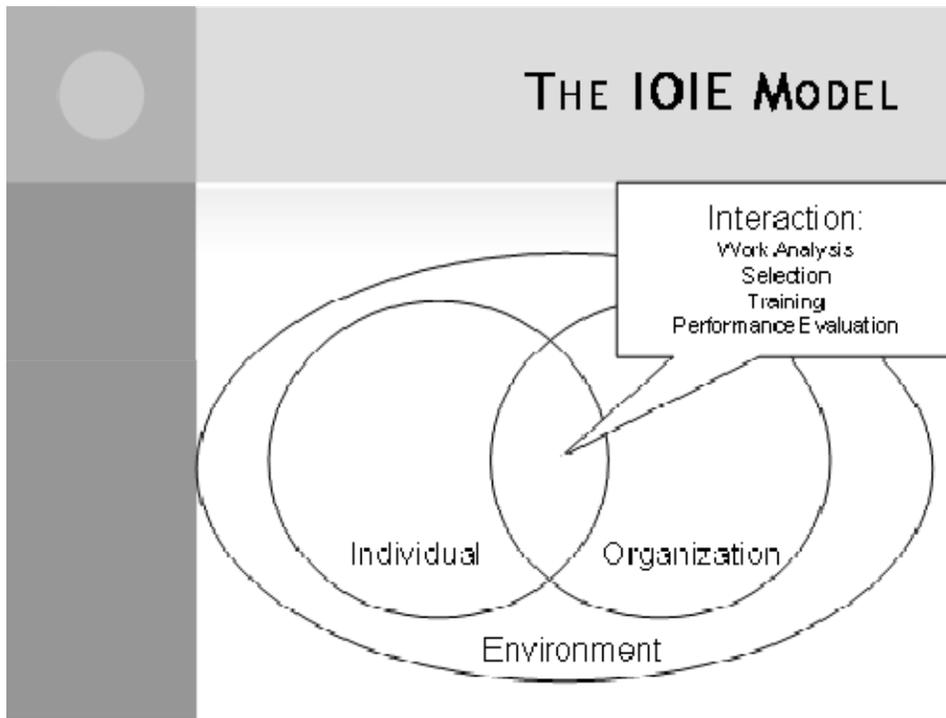 THE IOIE MODEL
Interaction:
Work Analysis
Selection
Training
Performance Evaluation
Individual
Organization
Environment